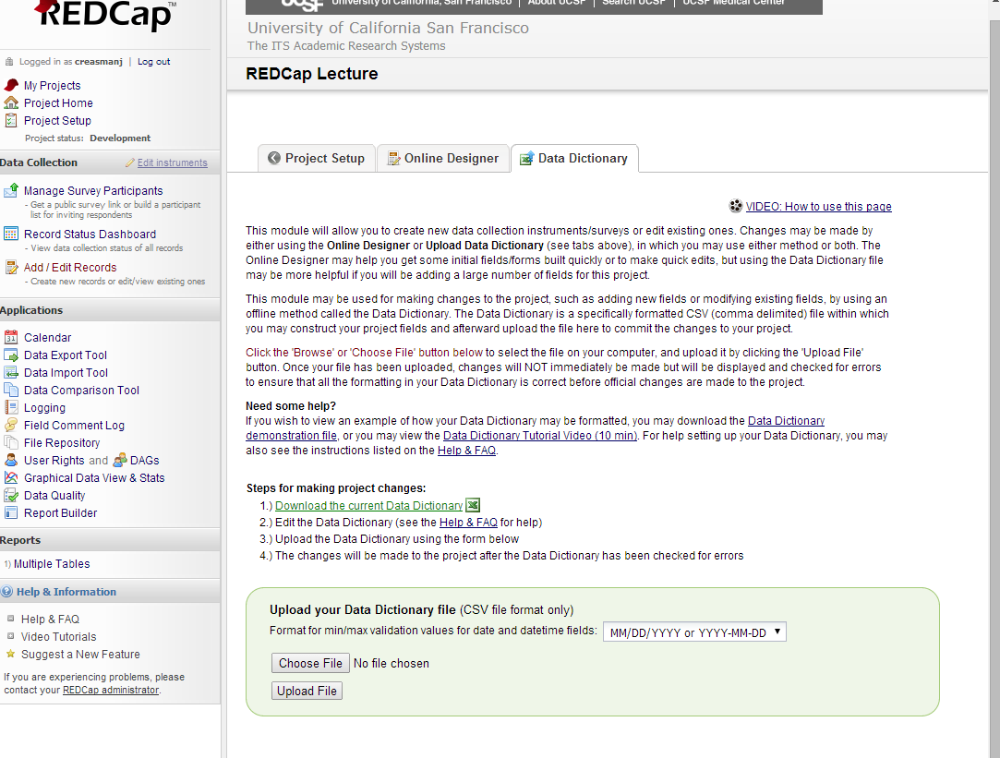 REDCap™
Logged in as creasmanj | Log out
My Projects
Project Home
Project Setup
Project status: Development
Data Collection
Edit instruments
Manage Survey Participants
- Get a public survey link or build a participant
list for inviting respondents
Record Status Dashboard
- View data collection status of all records
Add / Edit Records
- Create new records or edit/view existing ones
Applications
31
Calendar
Data Export Tool
Data Import Tool
Data Comparison Tool
Logging
Field Comment Log
File Repository
User Rights and DAGs
Graphical Data View & Stats
Data Quality
Report Builder
Reports
1) Multiple Tables
Help & Information
Help & FAQ
Video Tutorials
Suggest a New Feature
If you are experiencing problems, please
contact your REDCap administrator.
UCSF University of California, San Francisco | About UCSF | Search UCSF | UCSF Medical Center
University of California San Francisco
The ITS Academic Research Systems
REDCap Lecture
Project Setup
Online Designer
Data Dictionary
VIDEO: How to use this page
This module will allow you to create new data collection instruments/surveys or edit existing ones. Changes may be made by
either using the Online Designer or Upload Data Dictionary (see tabs above), in which you may use either method or both. The
Online Designer may help you get some initial fields/forms built quickly or to make quick edits, but using the Data Dictionary file
may be more helpful if you will be adding a large number of fields for this project.
This module may be used for making changes to the project, such as adding new fields or modifying existing fields, by using an
offline method called the Data Dictionary. The Data Dictionary is a specifically formatted CSV (comma delimited) file within which
you may construct your project fields and afterward upload the file here to commit the changes to your project.
Click the 'Browse' or 'Choose File' button below to select the file on your computer, and upload it by clicking the 'Upload File'
button. Once your file has been uploaded, changes will NOT immediately be made but will be displayed and checked for errors
to ensure that all the formatting in your Data Dictionary is correct before official changes are made to the project.
Need some help?
If you wish to view an example of how your Data Dictionary may be formatted, you may download the Data Dictionary
demonstration file, or you may view the Data Dictionary Tutorial Video (10 min). For help setting up your Data Dictionary, you may
also see the instructions listed on the Help & FAQ.
Steps for making project changes:
1.) Download the current Data Dictionary
2.) Edit the Data Dictionary (see the Help & FAQ for help)
3.) Upload the Data Dictionary using the form below
4.) The changes will be made to the project after the Data Dictionary has been checked for errors
Upload your Data Dictionary file (CSV file format only)
Format for min/max validation values for date and datetime fields: MM/DD/YYYY or YYYY-MM-DD
Choose File No file chosen
Upload File